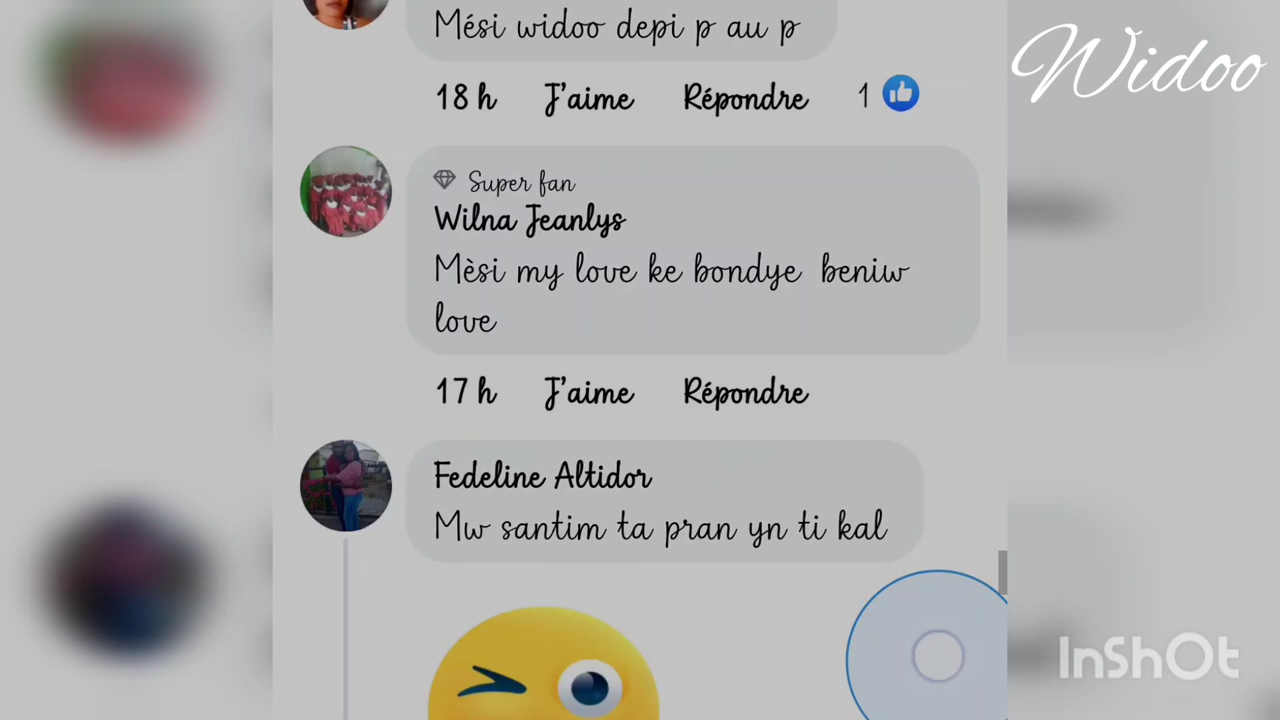 Mési widoo depi p au p
Widoo
18 h J'aime Répondre 1
Super fan
Wilna Jeanlys
Mèsi my love ke bondye beniw
love
17 h J'aime Répondre
Fedeline Altidor
Mw santim ta pran yn ti kal
InShOt